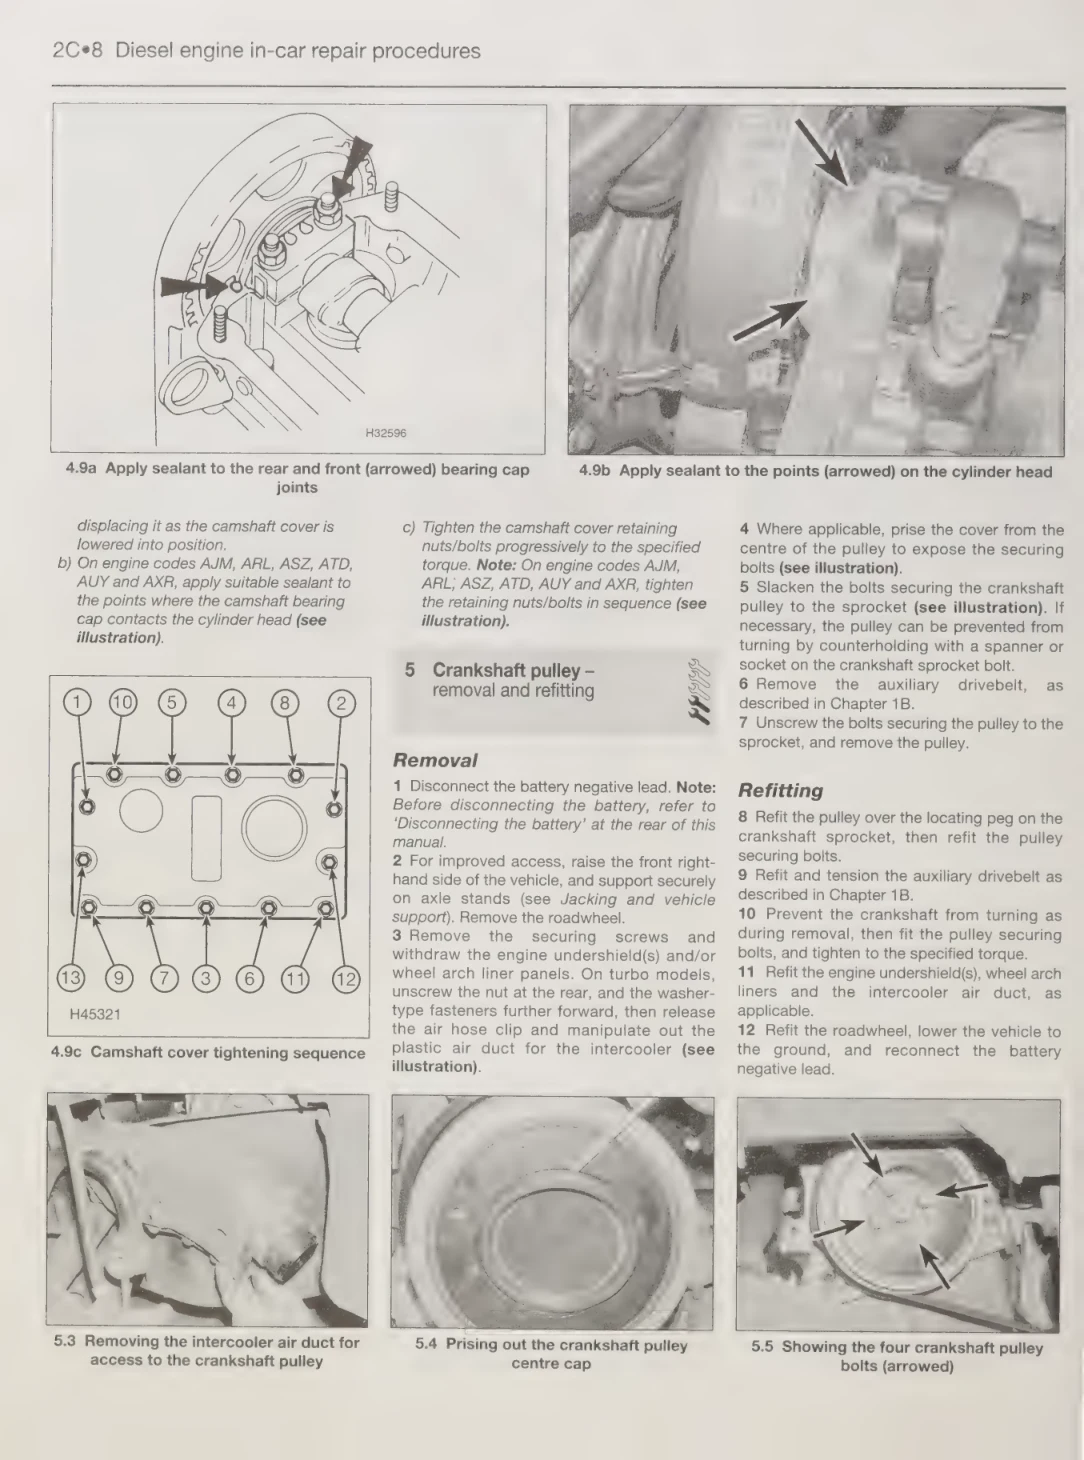 2C•8 Diesel engine in-car repair procedures
H32596
4.9a Apply sealant to the rear and front (arrowed) bearing cap
joints
4.9b Apply sealant to the points (arrowed) on the cylinder head
displacing it as the camshaft cover is
lowered into position.
b) On engine codes AJM, ARL, ASZ, ATD,
AUY and AXR, apply suitable sealant to
the points where the camshaft bearing
cap contacts the cylinder head (see
illustration).
1 10 5 4 8 2
13 9 7 3 6 11 12
H45321
4.9c Camshaft cover tightening sequence
c) Tighten the camshaft cover retaining
nuts/bolts progressively to the specified
torque. Note: On engine codes AJM,
ARL, ASZ, ATD, AUY and AXR, tighten
the retaining nuts/bolts in sequence (see
illustration).
5 Crankshaft pulley –
removal and refitting
Removal
1 Disconnect the battery negative lead. Note:
Before disconnecting the battery, refer to
'Disconnecting the battery' at the rear of this
manual.
2 For improved access, raise the front right-
hand side of the vehicle, and support securely
on axle stands (see Jacking and vehicle
support). Remove the roadwheel.
3 Remove the securing screws and
withdraw the engine undershield(s) and/or
wheel arch liner panels. On turbo models,
unscrew the nut at the rear, and the washer-
type fasteners further forward, then release
the air hose clip and manipulate out the
plastic air duct for the intercooler (see
illustration).
4 Where applicable, prise the cover from the
centre of the pulley to expose the securing
bolts (see illustration).
5 Slacken the bolts securing the crankshaft
pulley to the sprocket (see illustration). If
necessary, the pulley can be prevented from
turning by counterholding with a spanner or
socket on the crankshaft sprocket bolt.
6 Remove the auxiliary drivebelt, as
described in Chapter 1B.
7 Unscrew the bolts securing the pulley to the
sprocket, and remove the pulley.
Refitting
8 Refit the pulley over the locating peg on the
crankshaft sprocket, then refit the pulley
securing bolts.
9 Refit and tension the auxiliary drivebelt as
described in Chapter 1B.
10 Prevent the crankshaft from turning as
during removal, then fit the pulley securing
bolts, and tighten to the specified torque.
11 Refit the engine undershield(s), wheel arch
liners and the intercooler air duct, as
applicable.
12 Refit the roadwheel, lower the vehicle to
the ground, and reconnect the battery
negative lead.
5.3 Removing the intercooler air duct for
access to the crankshaft pulley
5.4 Prising out the crankshaft pulley
centre cap
5.5 Showing the four crankshaft pulley
bolts (arrowed)